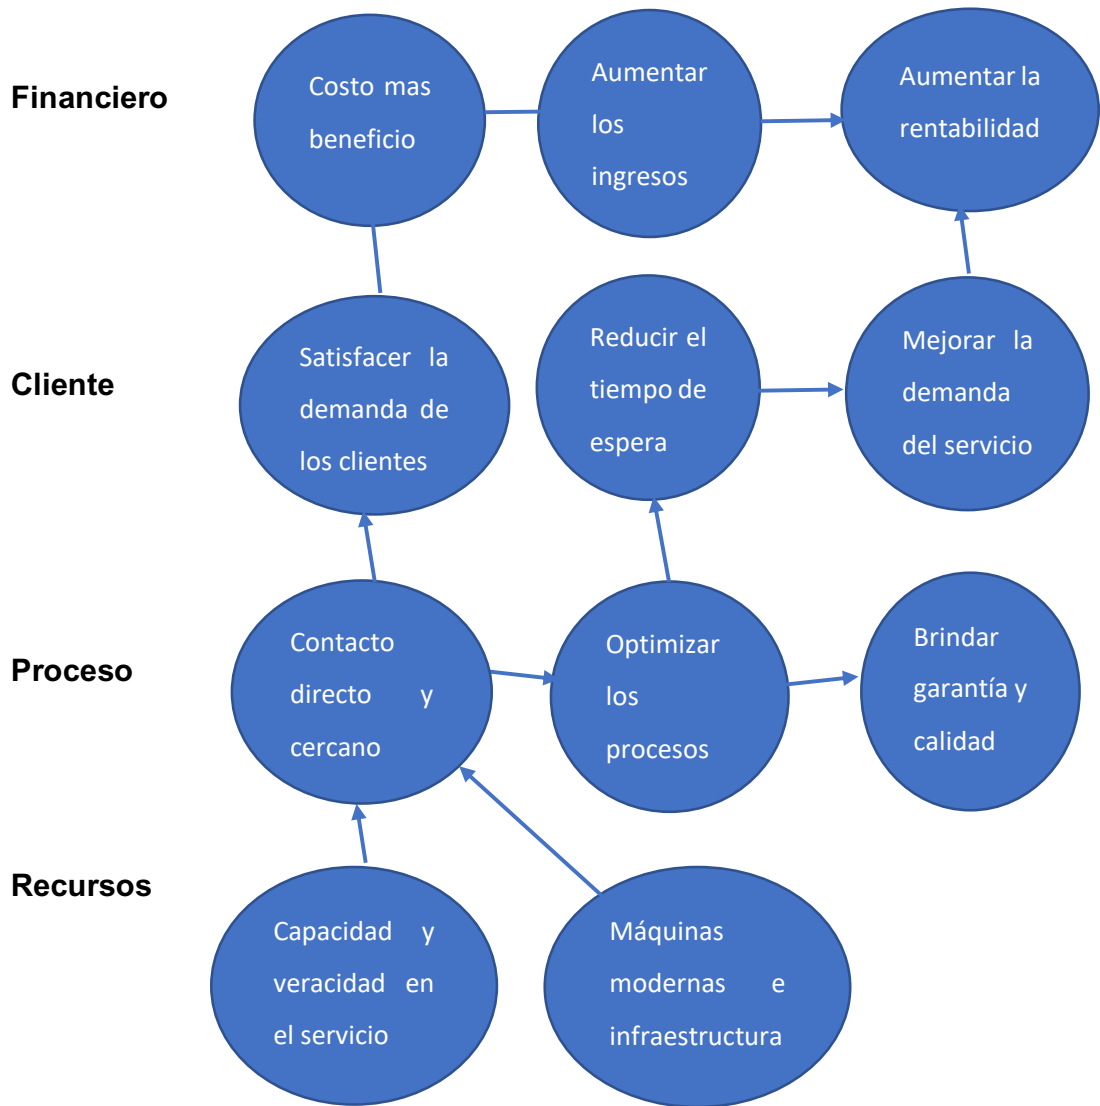 Financiero
Costo mas
beneficio
Aumentar
los
ingresos
Aumentar la
rentabilidad
Cliente
Satisfacer la
demanda de
los clientes
Reducir el
tiempo de
espera
Mejorar la
demanda
del servicio
Proceso
Contacto
directo y
cercano
Optimizar
los
procesos
Brindar
garantía y
calidad
Recursos
Capacidad y
veracidad en
el servicio
Máquinas
modernas e
infraestructura